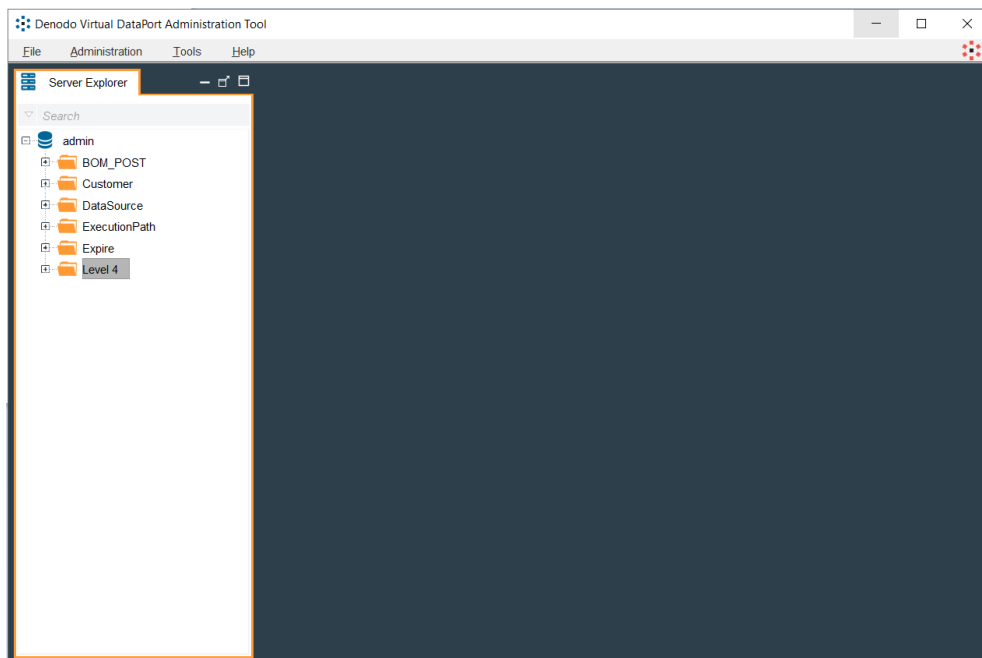 Denodo Virtual DataPort Administration Tool
File Administration Tools Help
Server Explorer
Search
admin
BOM_POST
Customer
DataSource
ExecutionPath
Expire
Level 4